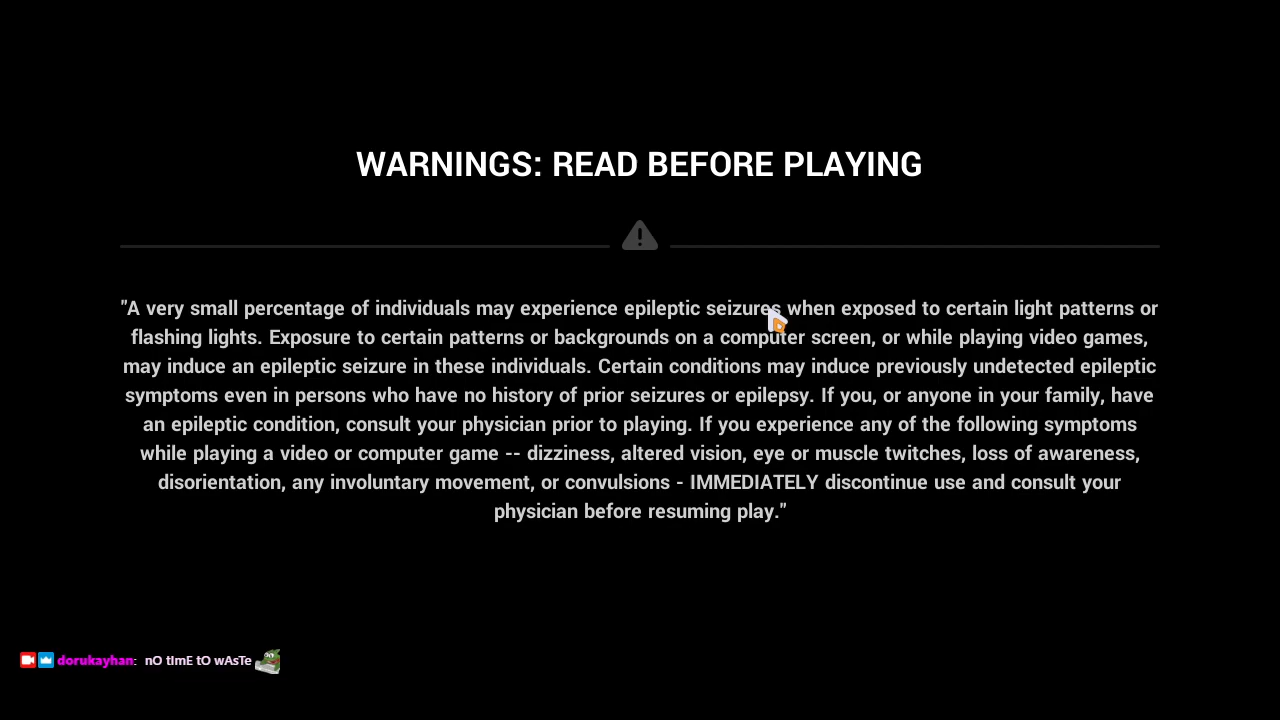 WARNINGS: READ BEFORE PLAYING
"A very small percentage of individuals may experience epileptic seizures when exposed to certain light patterns or
flashing lights. Exposure to certain patterns or backgrounds on a computer screen, or while playing video games,
may induce an epileptic seizure in these individuals. Certain conditions may induce previously undetected epileptic
symptoms even in persons who have no history of prior seizures or epilepsy. If you, or anyone in your family, have
an epileptic condition, consult your physician prior to playing. If you experience any of the following symptoms
while playing a video or computer game -- dizziness, altered vision, eye or muscle twitches, loss of awareness,
disorientation, any involuntary movement, or convulsions - IMMEDIATELY discontinue use and consult your
physician before resuming play."
dorukayhan: nO tImE tO wAsTe